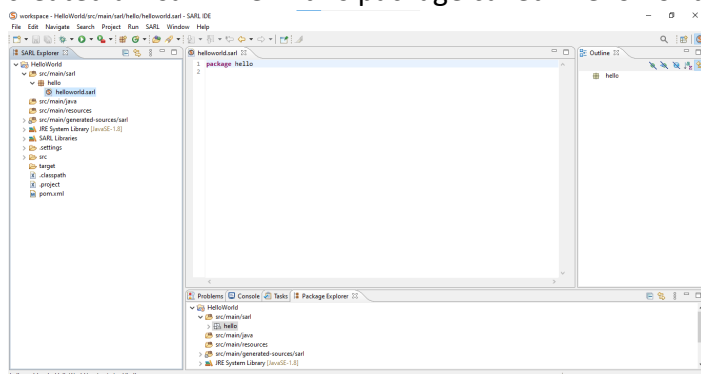 workspace - HelloWorld/src/main/sarl/hello/helloworld.sarl - SARL IDE
File Edit Navigate Search Project Run SARL Window Help
SARL Explorer
HelloWorld
src/main/sarl
hello
helloworld.sarl
src/main/java
src/main/resources
src/main/generated-sources/sarl
JRE System Library [JavaSE-1.8]
SARL Libraries
.settings
src
target
.classpath
.project
pom.xml
helloworld.sarl
1 package hello
2
Outline
hello
Problems Console Tasks Package Explorer
HelloWorld
src/main/sarl
hello
src/main/java
src/main/resources
src/main/generated-sources/sarl
JRE System Library [JavaSE-1.8]